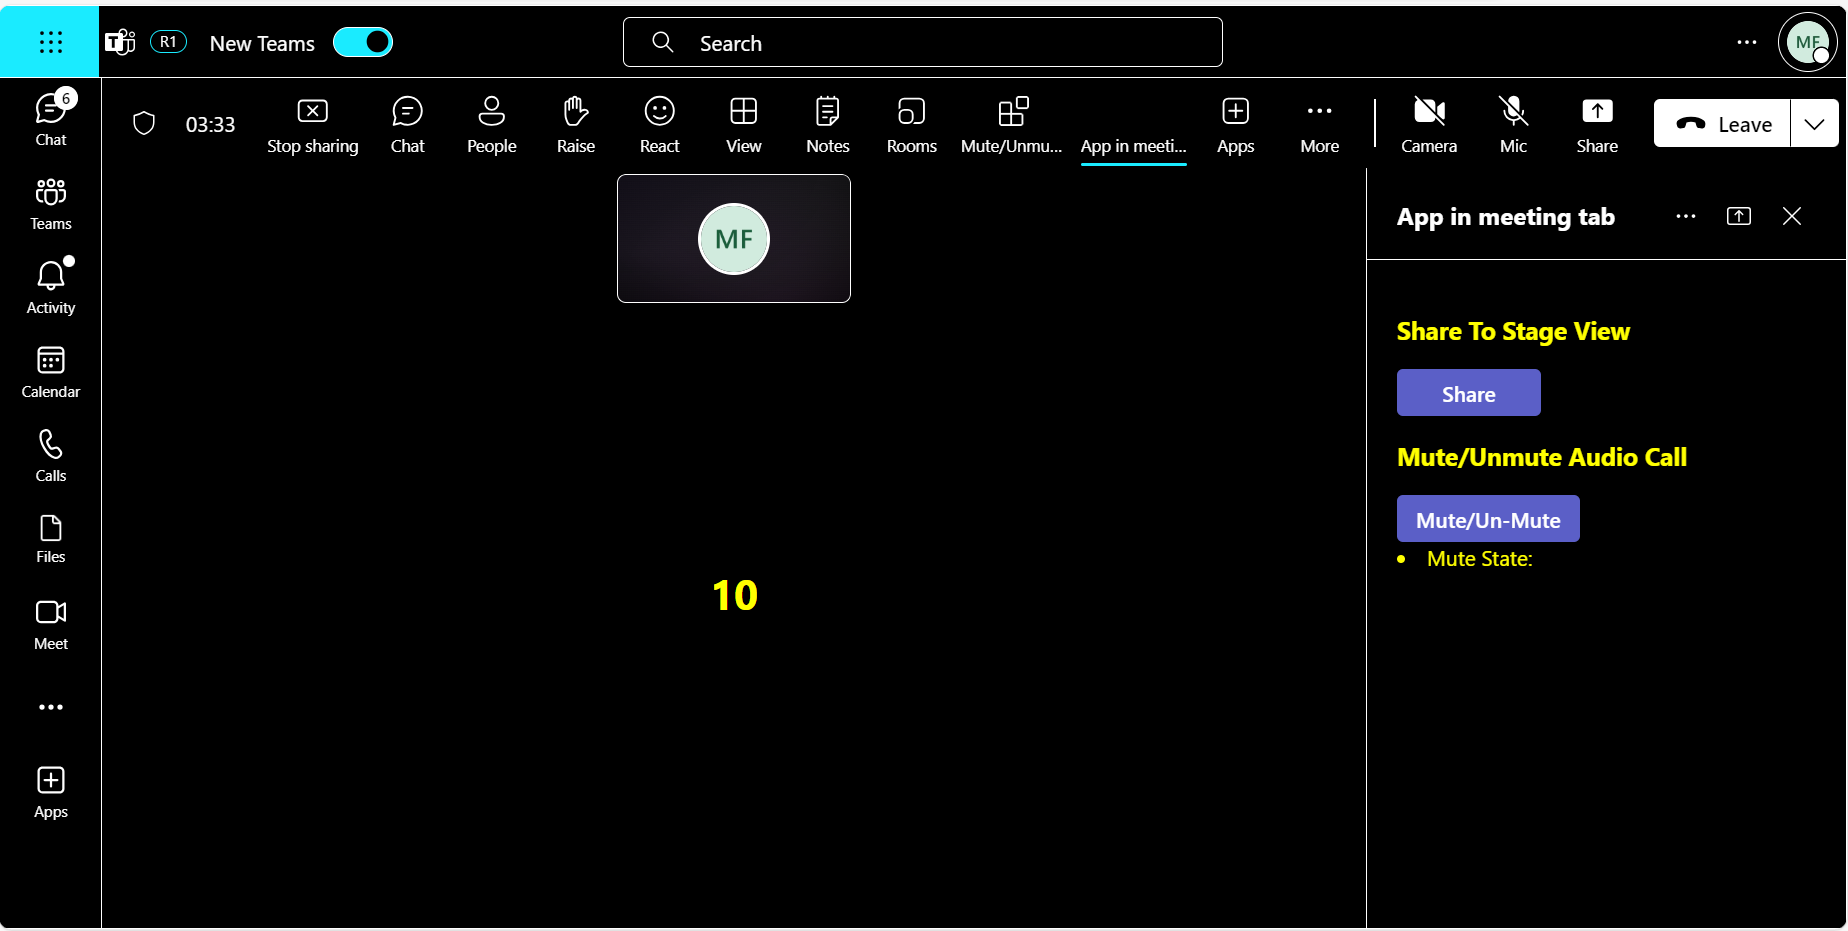 T
R1
New Teams
Search
MF
6
Chat
Teams
Activity
Calendar
Calls
Files
Meet
Apps
03:33
Stop sharing
Chat
People
Raise
React
View
Notes
Rooms
Mute/Unmu...
App in meeti...
Apps
More
Camera
Mic
Share
Leave
MF
10
App in meeting tab
Share To Stage View
Share
Mute/Unmute Audio Call
Mute/Un-Mute
• Mute State: